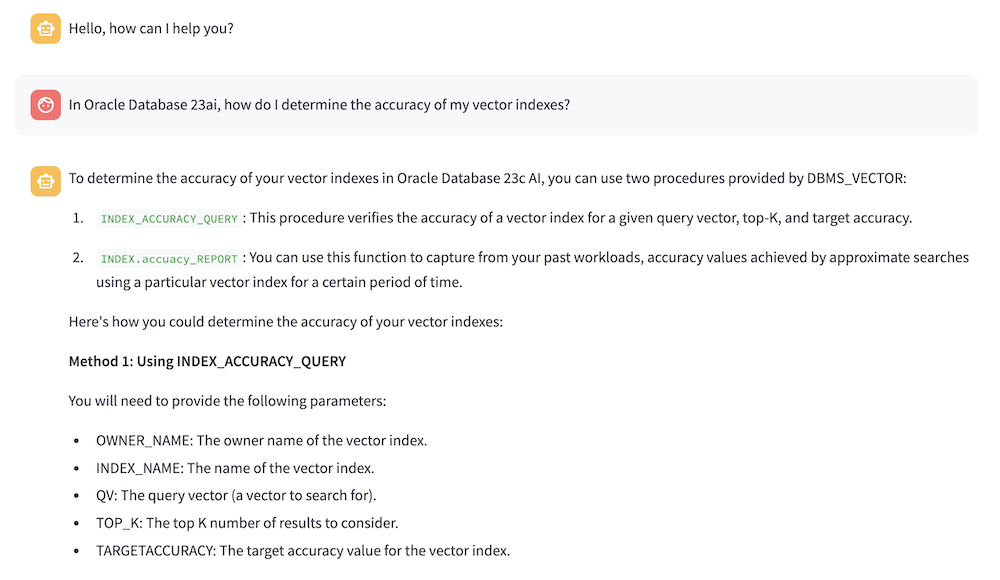 Hello, how can I help you?
In Oracle Database 23ai, how do I determine the accuracy of my vector indexes?
To determine the accuracy of your vector indexes in Oracle Database 23c AI, you can use two procedures provided by DBMS_VECTOR:
1. INDEX_ACCURACY_QUERY : This procedure verifies the accuracy of a vector index for a given query vector, top-K, and target accuracy.
2. INDEX.accuacy_REPORT : You can use this function to capture from your past workloads, accuracy values achieved by approximate searches
using a particular vector index for a certain period of time.
Here's how you could determine the accuracy of your vector indexes:
Method 1: Using INDEX_ACCURACY_QUERY
You will need to provide the following parameters:
• OWNER_NAME: The owner name of the vector index.
• INDEX_NAME: The name of the vector index.
• QV: The query vector (a vector to search for).
• TOP_K: The top K number of results to consider.
• TARGETACCURACY: The target accuracy value for the vector index.